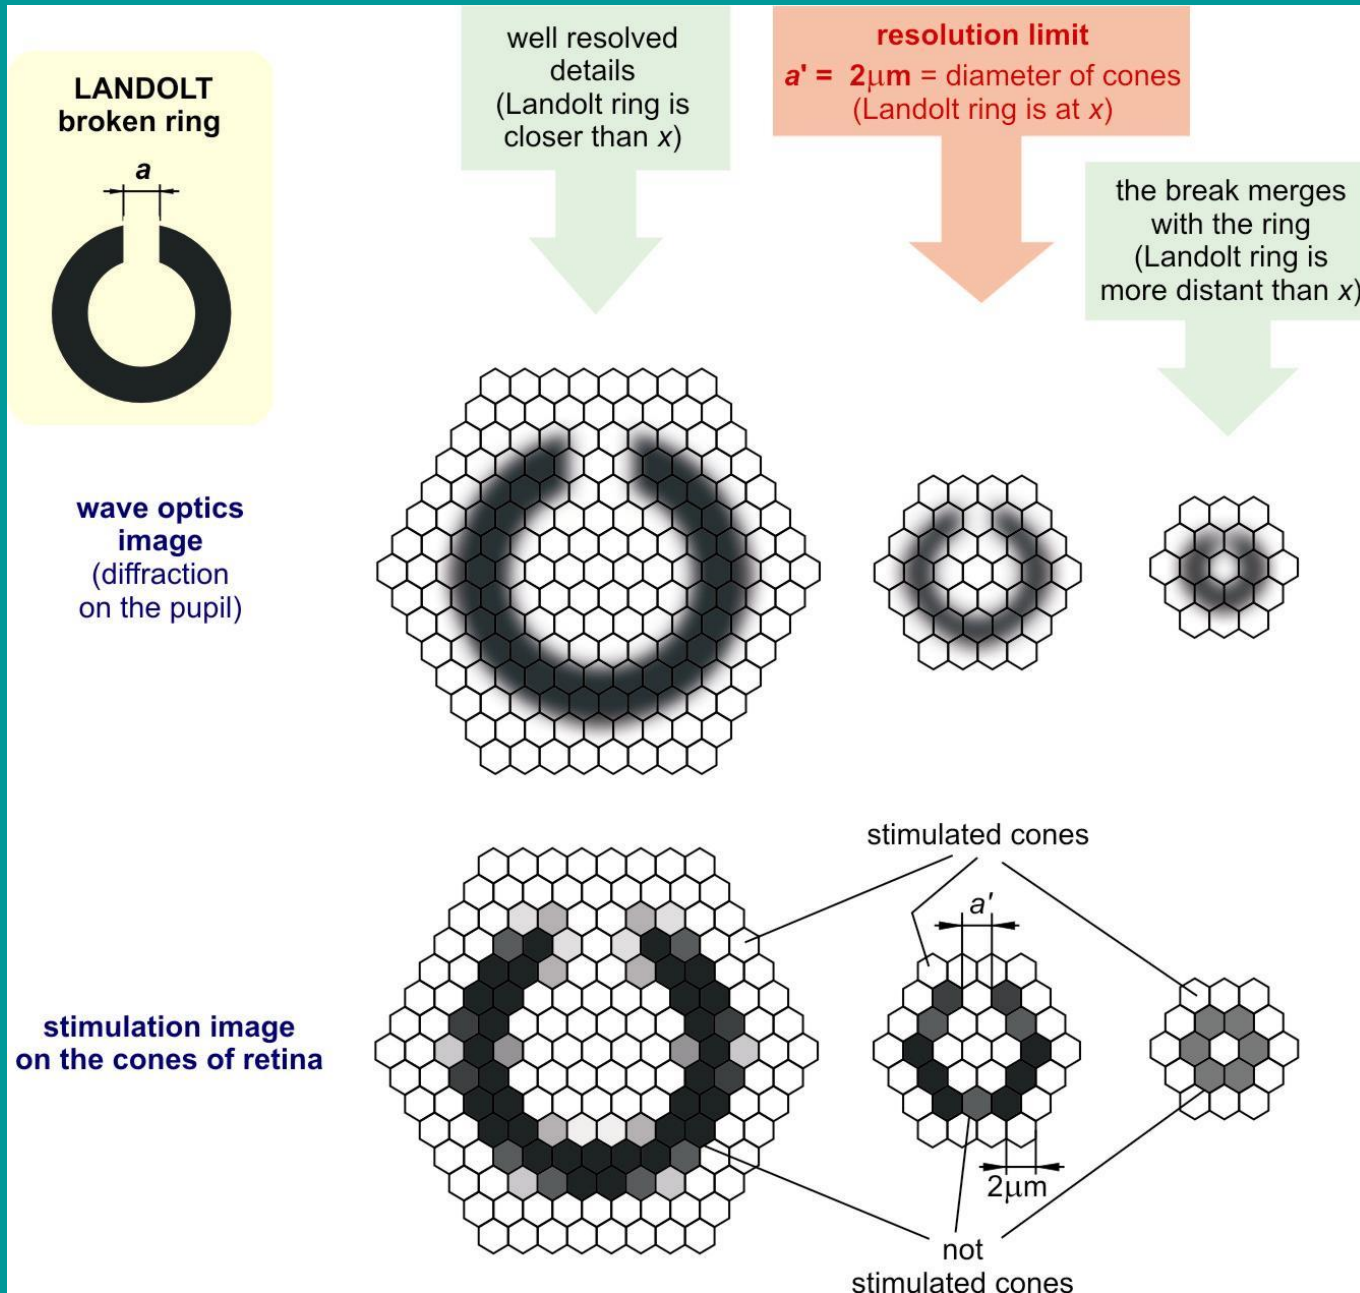 LANDOLT
broken ring
a
well resolved
details
(Landolt ring is
closer than x)
resolution limit
a' = 2μm = diameter of cones
(Landolt ring is at x)
the break merges
with the ring
(Landolt ring is
more distant than x)
wave optics
image
(diffraction
on the pupil)
stimulated cones
a'
stimulation image
on the cones of retina
2μm
not
stimulated cones